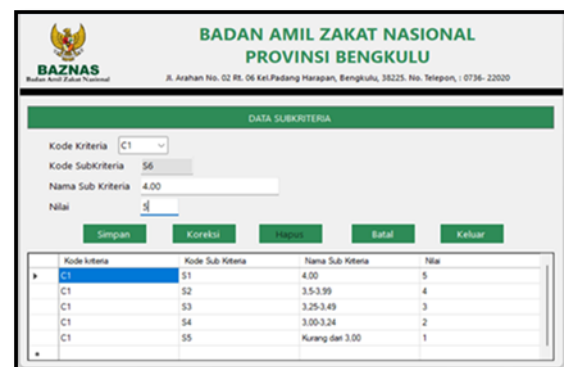 BADAN AMIL ZAKAT NASIONAL
PROVINSI BENGKULU
BAZNAS
Badan Amil Zakat Nasional
Jl. Arahan No. 02 Rt. 06 Kel.Padang Harapan, Bengkulu, 38225. No. Telepon, : 0736- 22020
DATA SUBKRITERIA
Kode Kriteria C1
Kode SubKriteria S6
Nama Sub Kriteria 4.00
Nilai 5
Simpan Koreksi Hapus Batal Keluar
Kode kriteria Kode Sub Kriteria Nama Sub Kriteria Nilai
C1 S1 4,00 5
C1 S2 3,5-3,99 4
C1 S3 3,25-3,49 3
C1 S4 3,00-3,24 2
C1 S5 Kurang dari 3,00 1